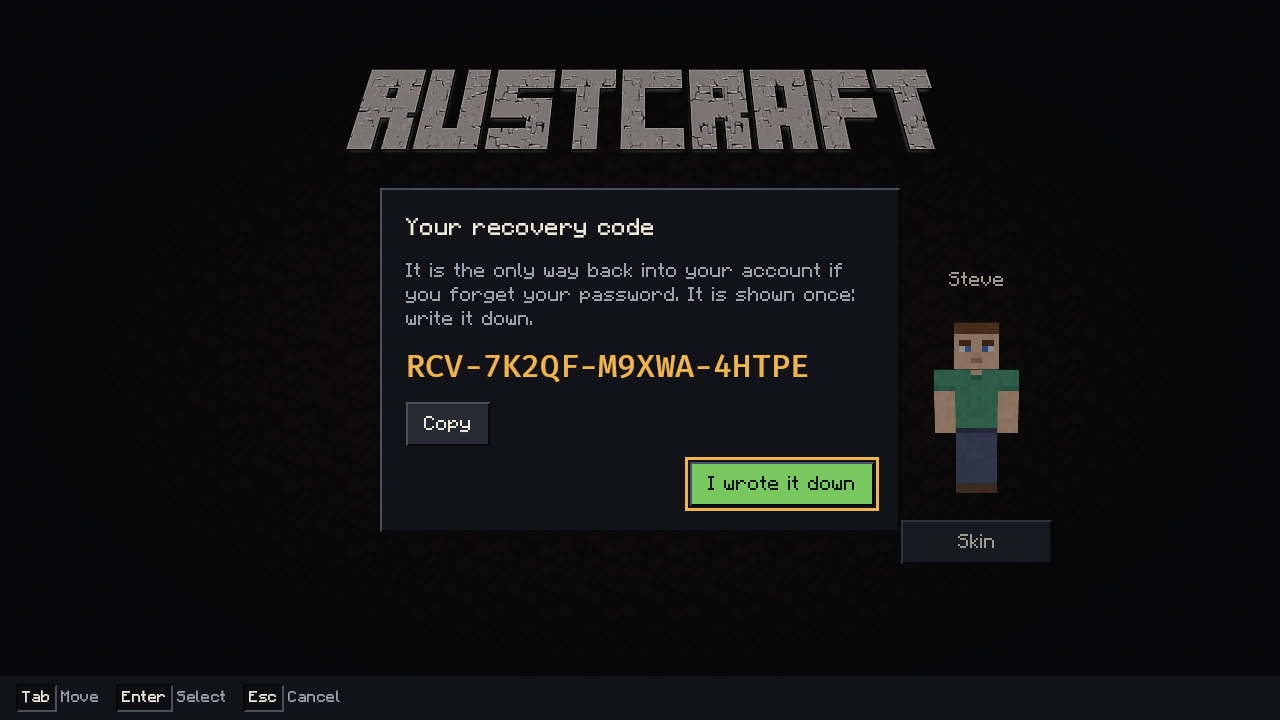 RUSTCRAFT
Your recovery code
It is the only way back into your account if
you forget your password. It is shown once:
write it down.
RCV-7K2QF-M9XWA-4HTPE
Copy
I wrote it down
Steve
Skin
Tab Move Enter Select Esc Cancel